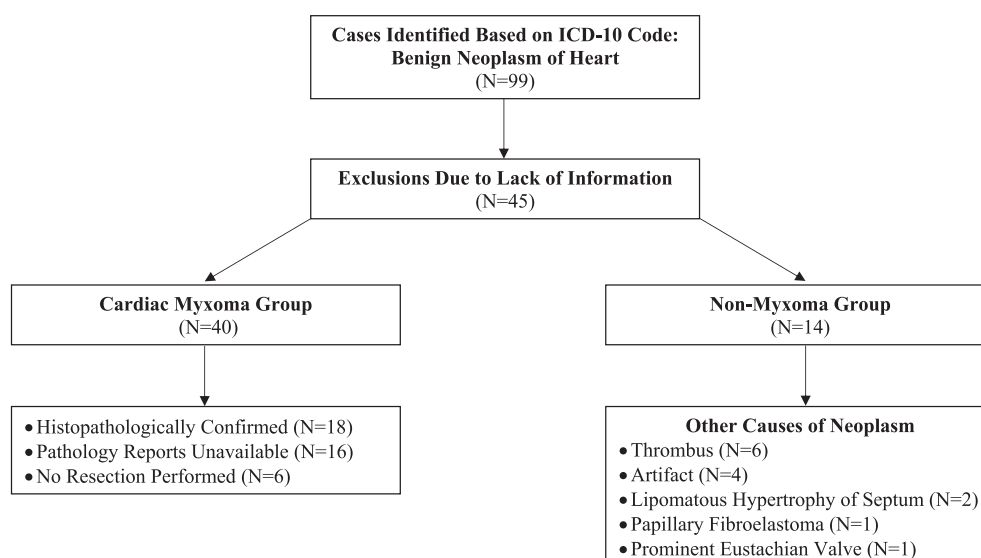 Cases Identified Based on ICD-10 Code:
Benign Neoplasm of Heart
(N=99)
Exclusions Due to Lack of Information
(N=45)
Cardiac Myxoma Group
(N=40)
Non-Myxoma Group
(N=14)
• Histopathologically Confirmed (N=18)
• Pathology Reports Unavailable (N=16)
• No Resection Performed (N=6)
Other Causes of Neoplasm
• Thrombus (N=6)
• Artifact (N=4)
• Lipomatous Hypertrophy of Septum (N=2)
• Papillary Fibroelastoma (N=1)
• Prominent Eustachian Valve (N=1)